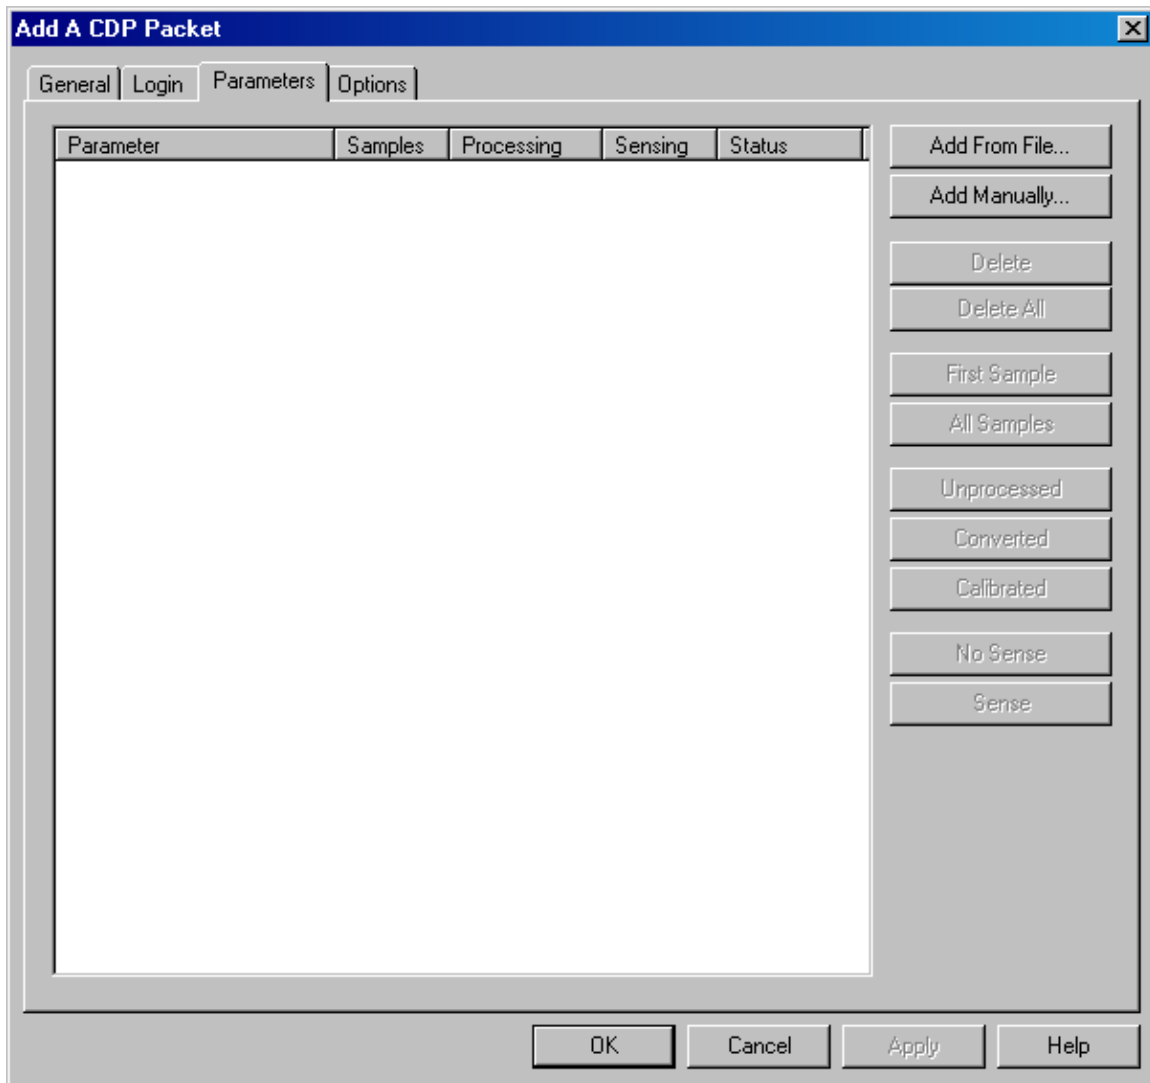 Add A CDP Packet
General Login Parameters Options
Parameter Samples Processing Sensing Status
Add From File...
Add Manually...
Delete
Delete All
First Sample
All Samples
Unprocessed
Converted
Calibrated
No Sense
Sense
OK Cancel Apply Help